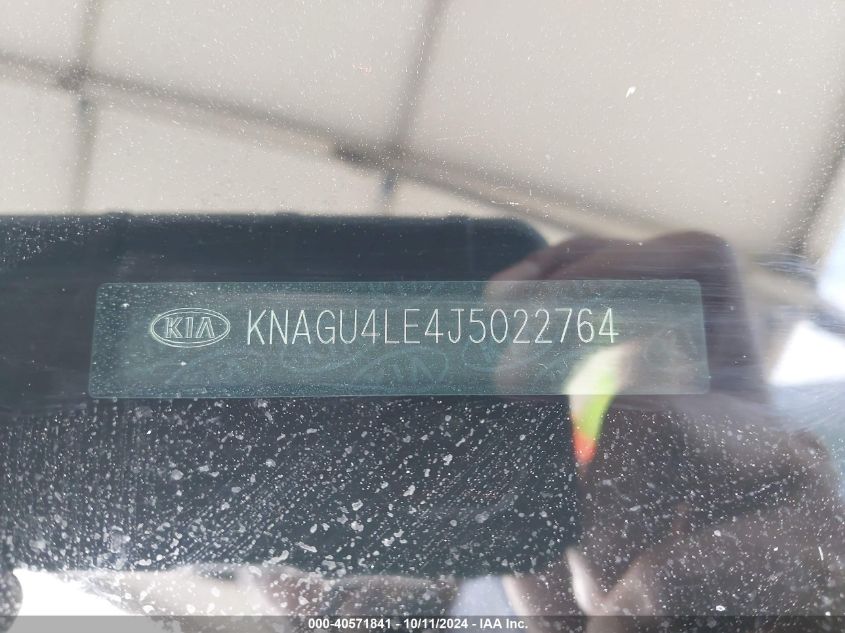 KIA KNAGU4LE4J5022764
000-40571841 - 10/11/2024 - IAA Inc.